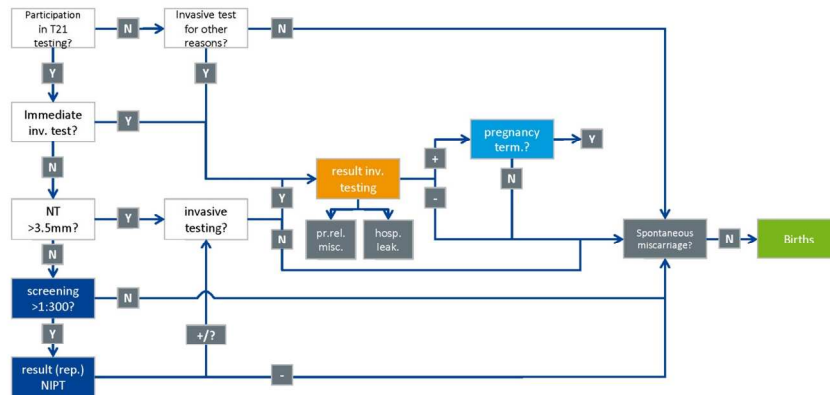 Participation
in T21
testing?
N
Invasive test
for other
reasons?
N
Y
Y
Immediate
inv. test?
Y
pregnancy
term.?
Y
+
N
result inv.
testing
Y
N
-
NT
>3.5mm?
Y
invasive
testing?
N
pr.rel.
misc.
hosp.
leak.
Spontaneous
miscarriage?
N
Births
N
screening
>1:300?
N
Y
+/?
result (rep.)
NIPT
-